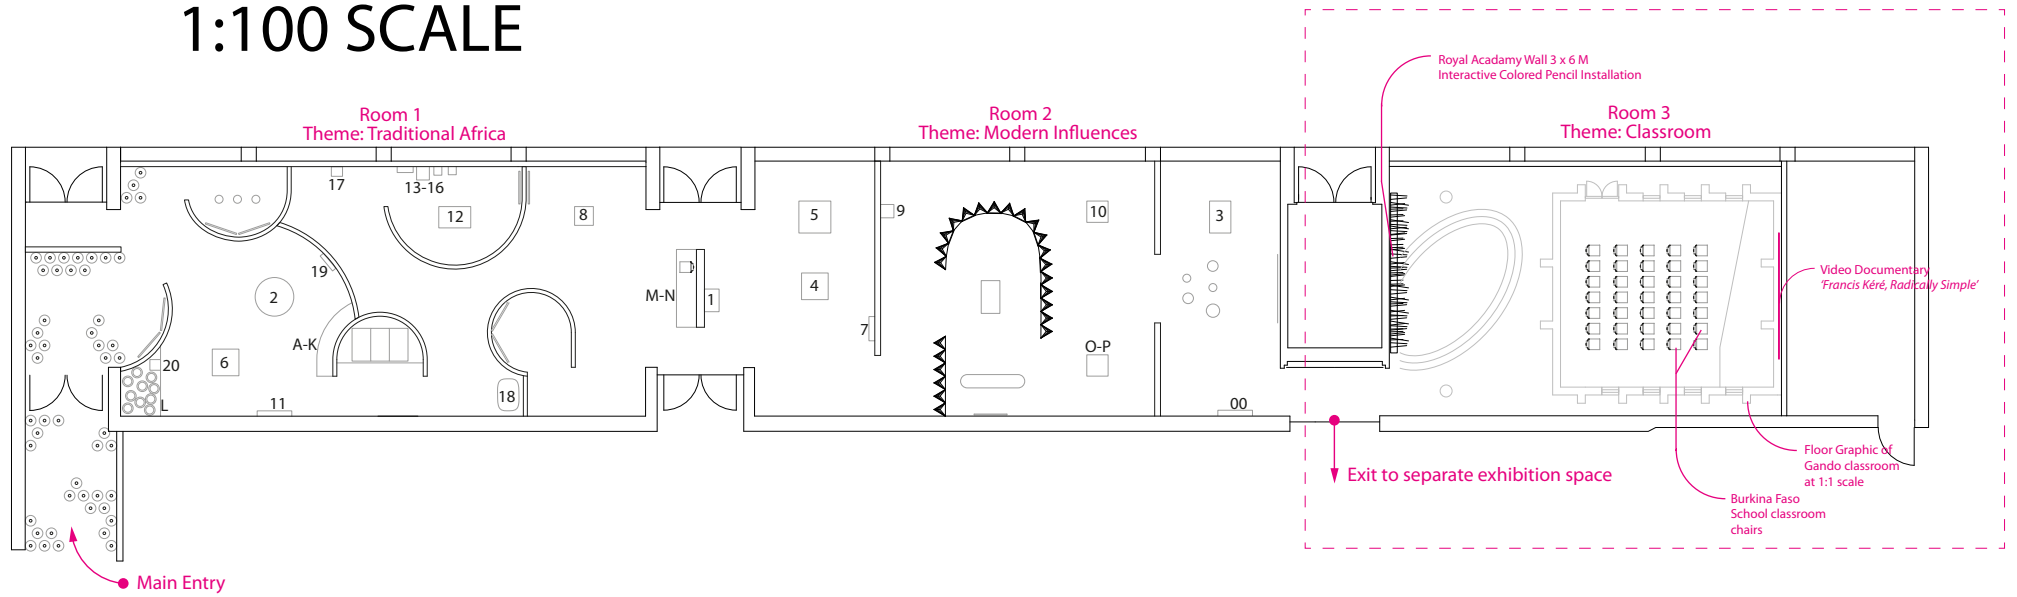 1:100 SCALE
Royal Acadamy Wall 3 x 6 M
Interactive Colored Pencil Installation
Room 1
Theme: Traditional Africa
Room 2
Theme: Modern Influences
Room 3
Theme: Classroom
17
13-16
12
8
5
9
10
3
19
2
M-N
1
4
Video Documentary
‘Francis Kéré, Radically Simple’
A-K
7
O-P
6
20
18
L
11
00
Exit to separate exhibition space
Floor Graphic of
Gando classroom
at 1:1 scale
Burkina Faso
School classroom
chairs
Main Entry